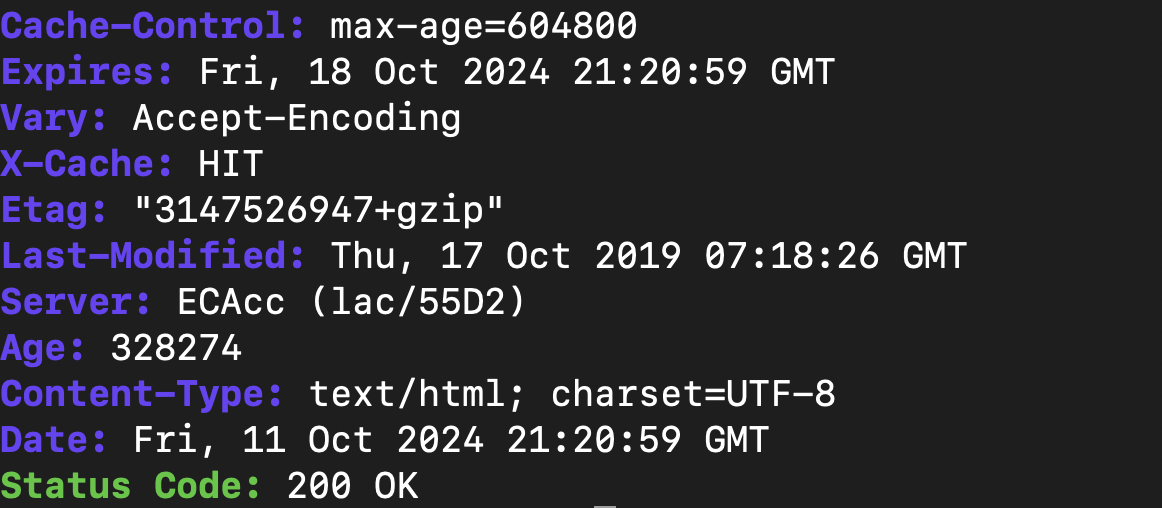 Cache-Control: max-age=604800
Expires: Fri, 18 Oct 2024 21:20:59 GMT
Vary: Accept-Encoding
X-Cache: HIT
Etag: "3147526947+gzip"
Last-Modified: Thu, 17 Oct 2019 07:18:26 GMT
Server: ECAcc (lac/55D2)
Age: 328274
Content-Type: text/html; charset=UTF-8
Date: Fri, 11 Oct 2024 21:20:59 GMT
Status Code: 200 OK